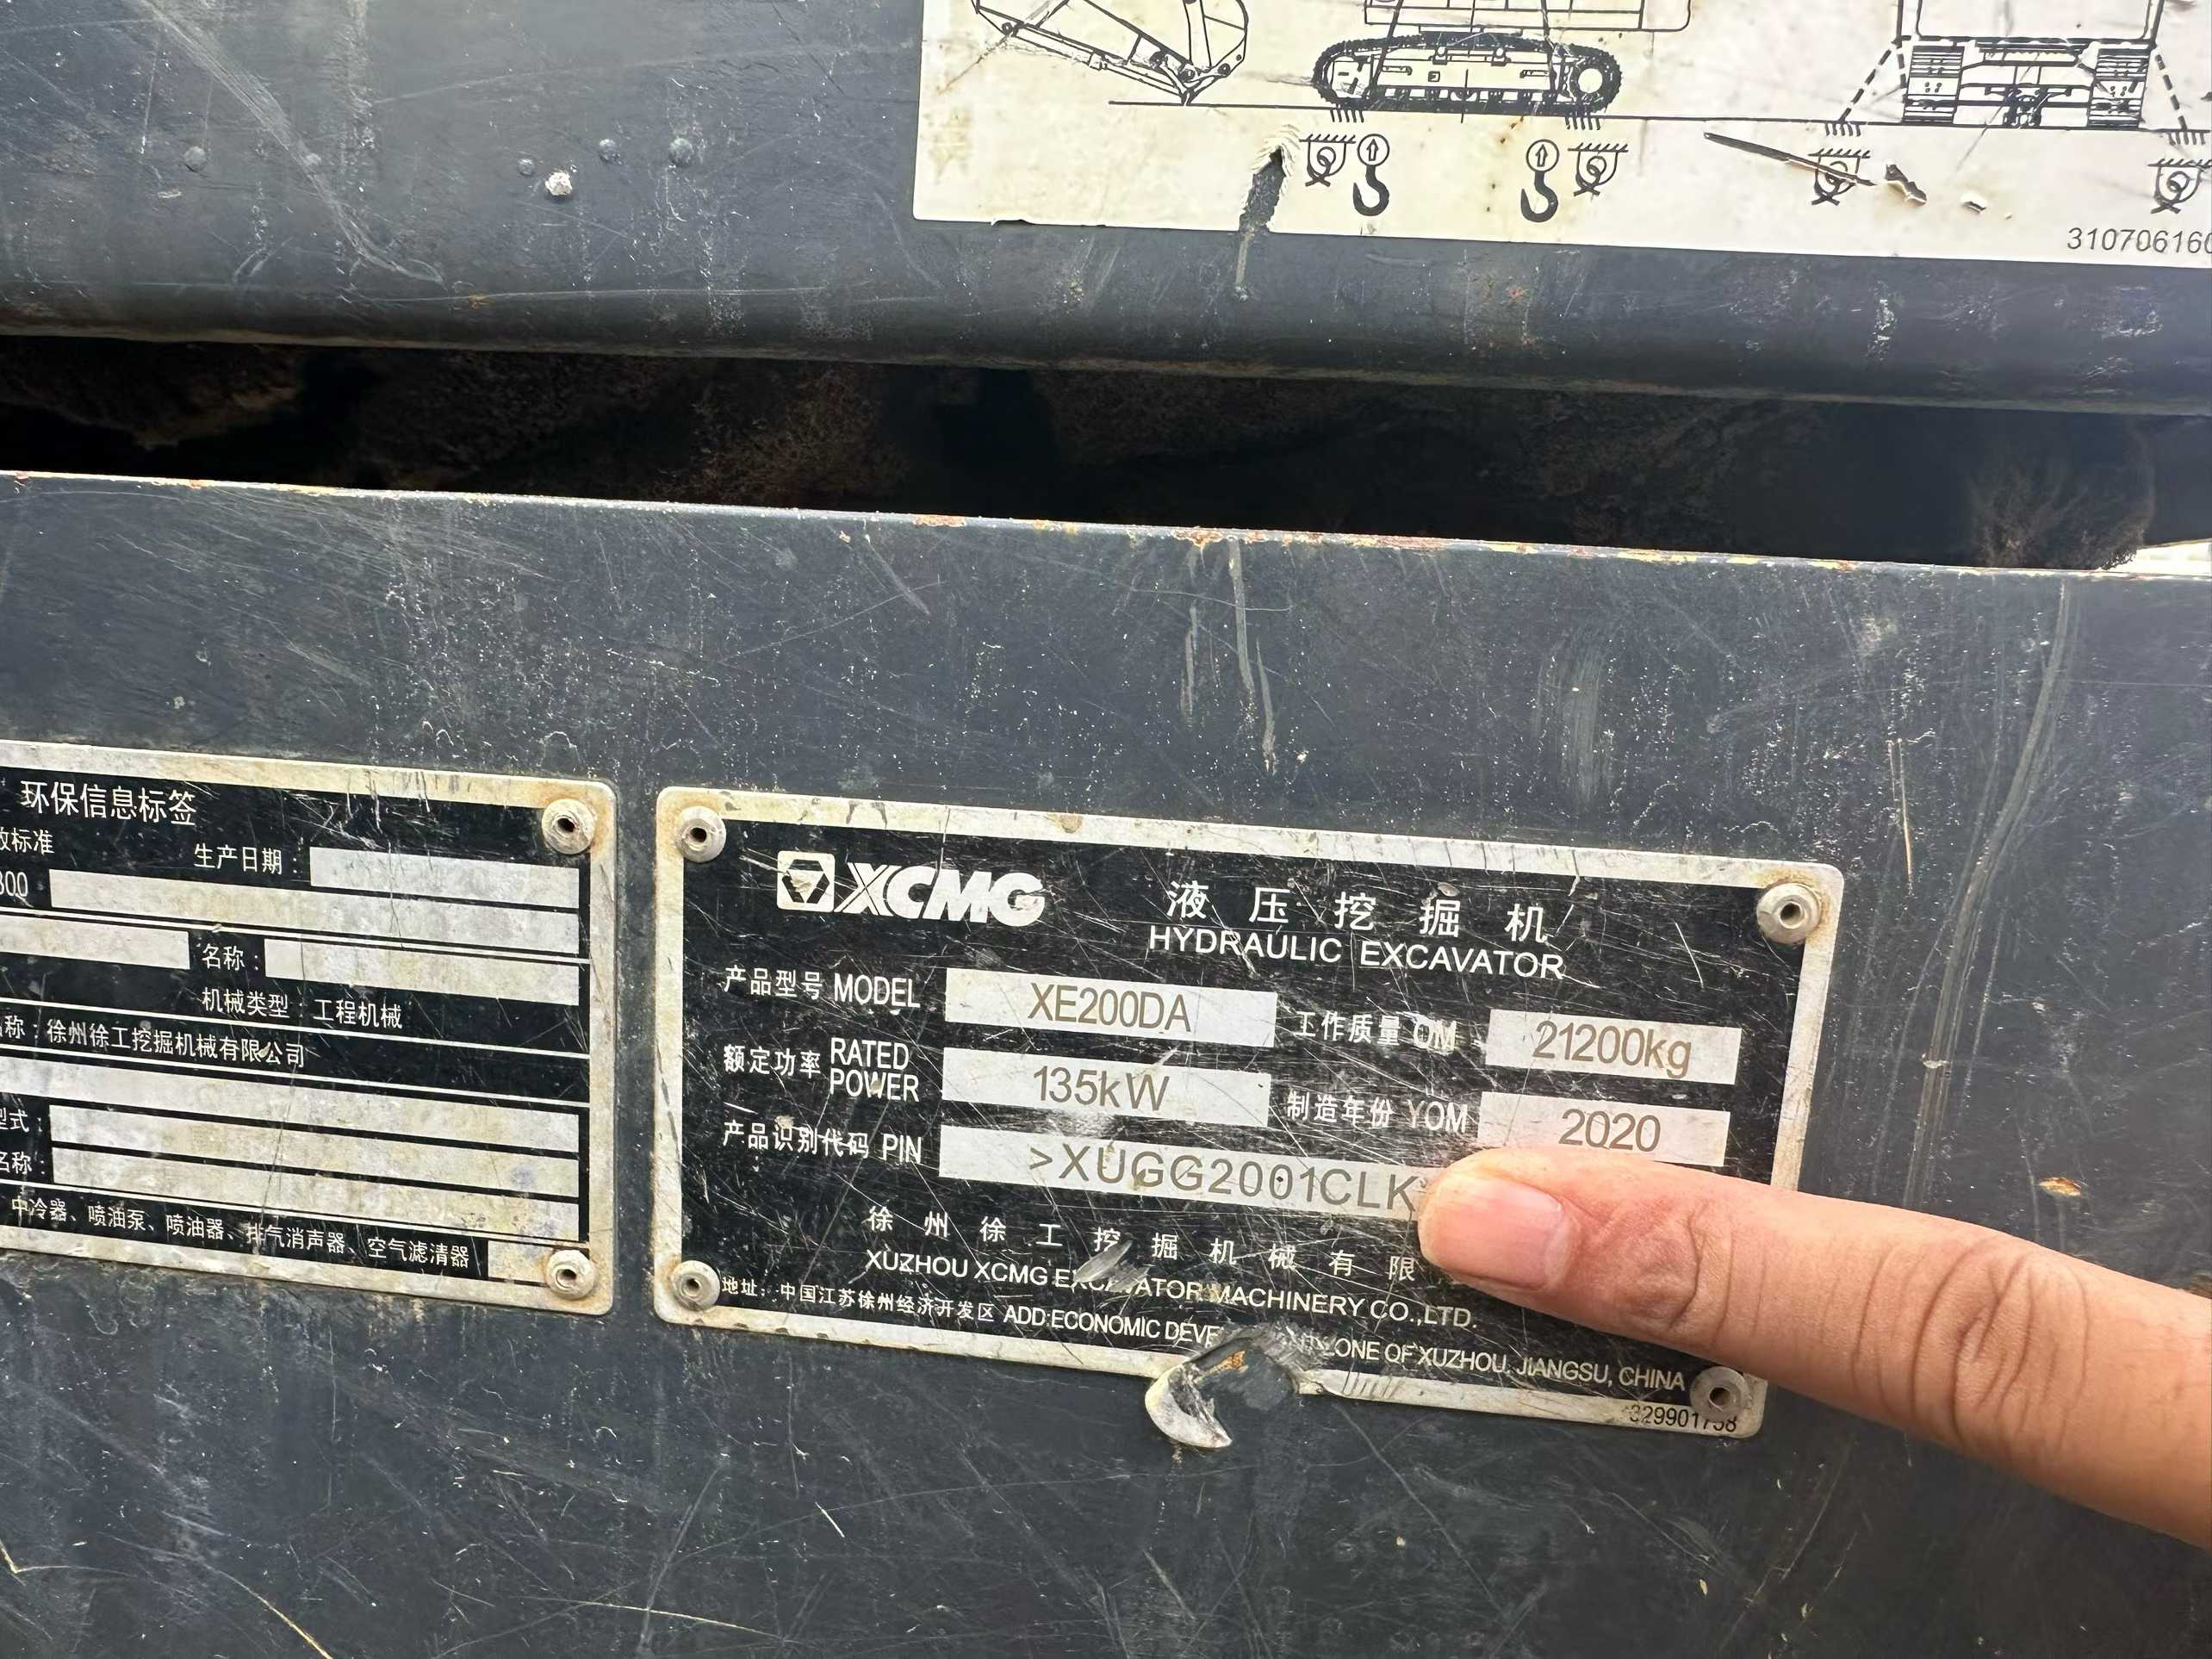 310706160
环保信息标签
放标准
生产日期：
300
名称：
机械类型：工程机械
名称：徐州徐工挖掘机械有限公司
型式：
名称：
中冷器、喷油泵、喷油器、排气消声器、空气滤清器
XCMG
液压挖掘机
HYDRAULIC EXCAVATOR
产品型号 MODEL XE200DA 工作质量 OM 21200kg
额定功率 RATED POWER 135kW 制造年份 YOM 2020
产品识别代码 PIN >XUGG2001CLK
徐州徐工挖掘机械有限
XUZHOU XCMG EXCAVATOR MACHINERY CO.,LTD.
地址：中国江苏徐州经济开发区 ADD:ECONOMIC ZONE OF XUZHOU, JIANGSU, CHINA